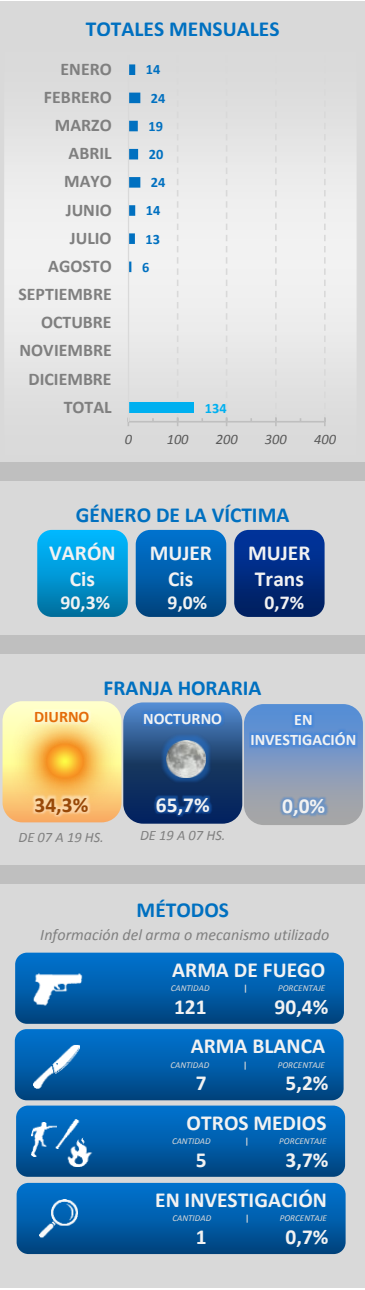 TOTALES MENSUALES
ENERO 14
FEBRERO 24
MARZO 19
ABRIL 20
MAYO 24
JUNIO 14
JULIO 13
AGOSTO 6
SEPTIEMBRE
OCTUBRE
NOVIEMBRE
DICIEMBRE
TOTAL 134
0 100 200 300 400
GÉNERO DE LA VÍCTIMA
VARÓN MUJER MUJER
Cis Cis Trans
90,3% 9,0% 0,7%
FRANJA HORARIA
DIURNO
34,3%
DE 07 A 19 HS.
NOCTURNO
65,7%
DE 19 A 07 HS.
EN
INVESTIGACIÓN
0,0%
MÉTODOS
Información del arma o mecanismo utilizado
ARMA DE FUEGO
CANTIDAD | PORCENTAJE
121 90,4%
ARMA BLANCA
CANTIDAD | PORCENTAJE
7 5,2%
OTROS MEDIOS
CANTIDAD | PORCENTAJE
5 3,7%
EN INVESTIGACIÓN
CANTIDAD | PORCENTAJE
1 0,7%